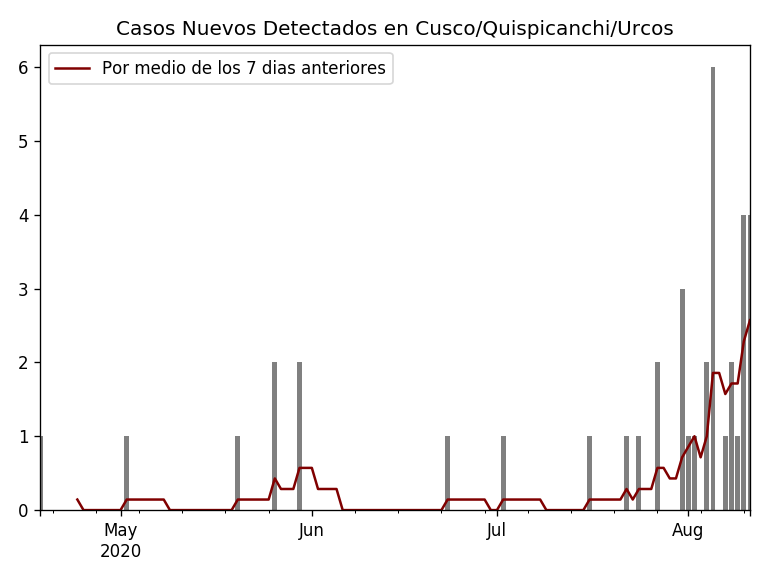 Casos Nuevos Detectados en Cusco/Quispicanchi/Urcos
Por medio de los 7 dias anteriores
6
5
4
3
2
1
0
May Jun Jul Aug
2020